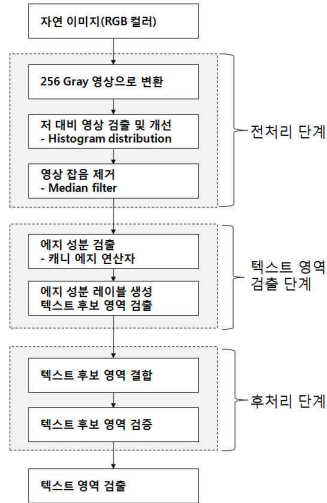 자연 이미지(RGB 컬러)
256 Gray 영상으로 변환
저 대비 영상 검출 및 개선
- Histogram distribution
영상 잡음 제거
- Median filter
전처리 단계
에지 성분 검출
- 캐니 에지 연산자
에지 성분 레이블 생성
텍스트 후보 영역 검출
텍스트 영역
검출 단계
텍스트 후보 영역 결합
텍스트 후보 영역 검증
후처리 단계
텍스트 영역 검출